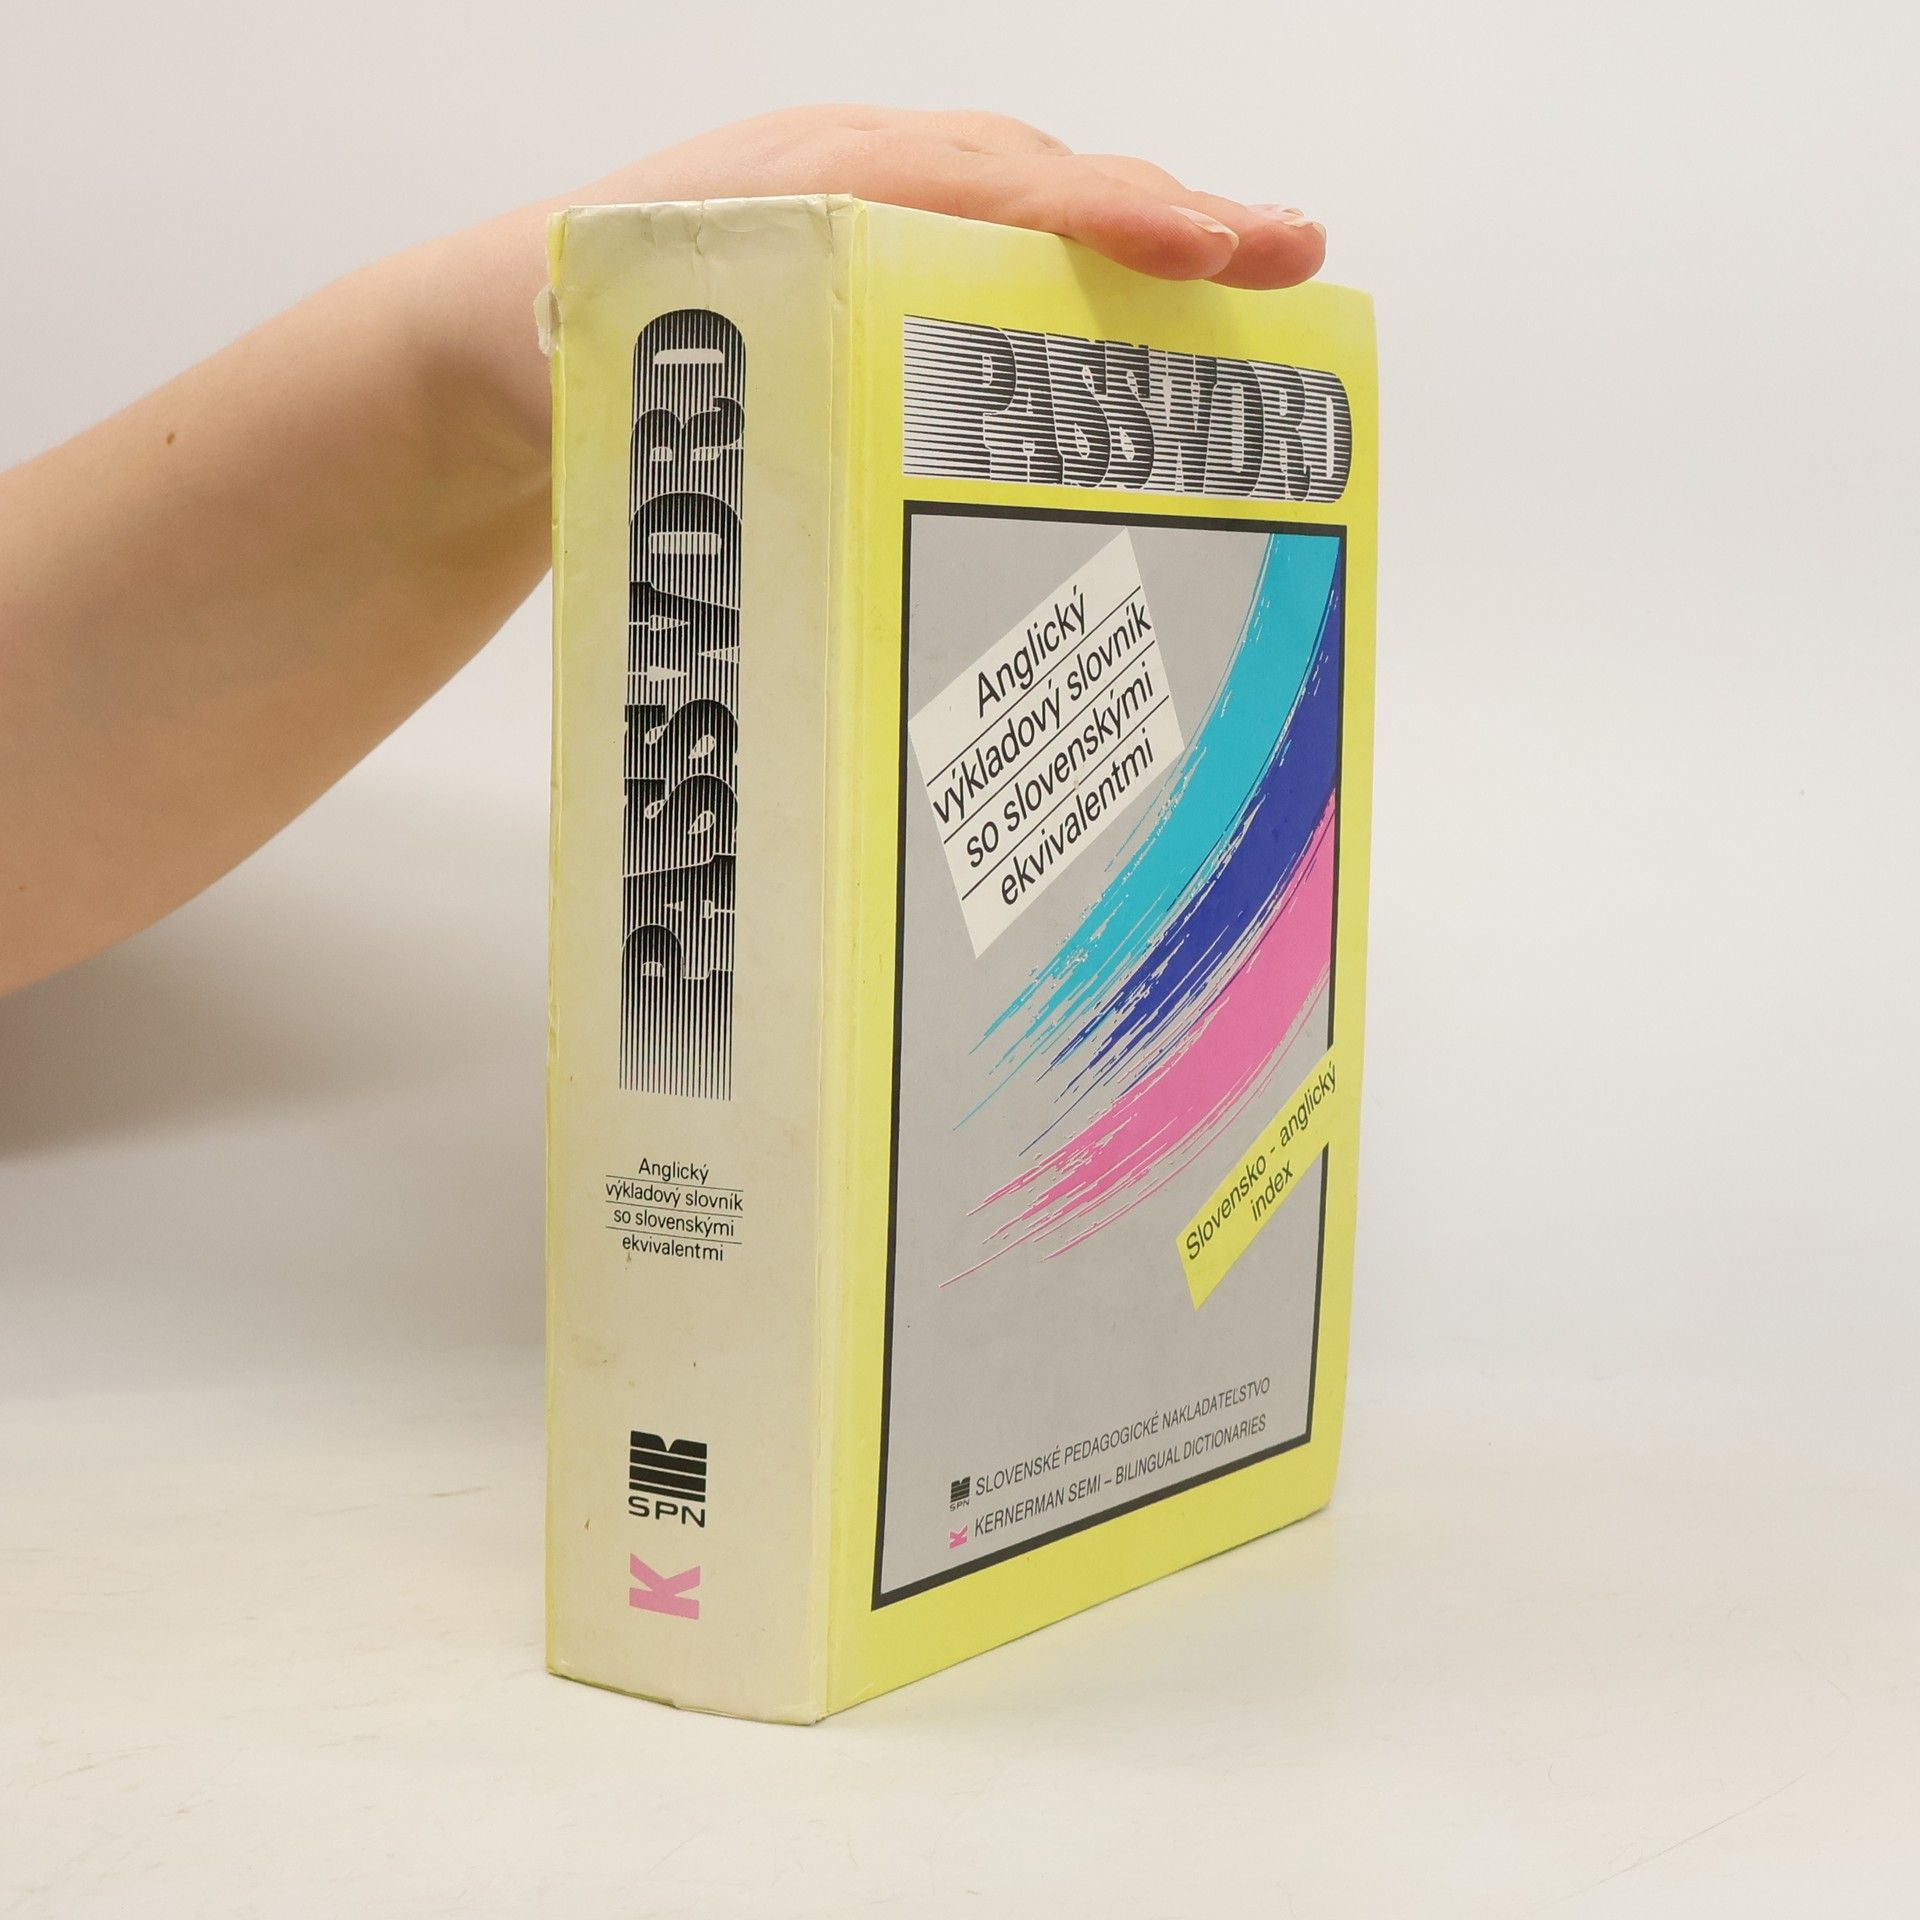 PASSWORD
Anglický
výkladový slovník
so slovenskými
ekvivalentmi
SPN
K
PASSWORD
Anglický
výkladový slovník
so slovenskými
ekvivalentmi
Slovensko - anglický
index
SPN SLOVENSKÉ PEDAGOGICKÉ NAKLADATEĽSTVO
K KERNERMAN SEMI – BILINGUAL DICTIONARIES